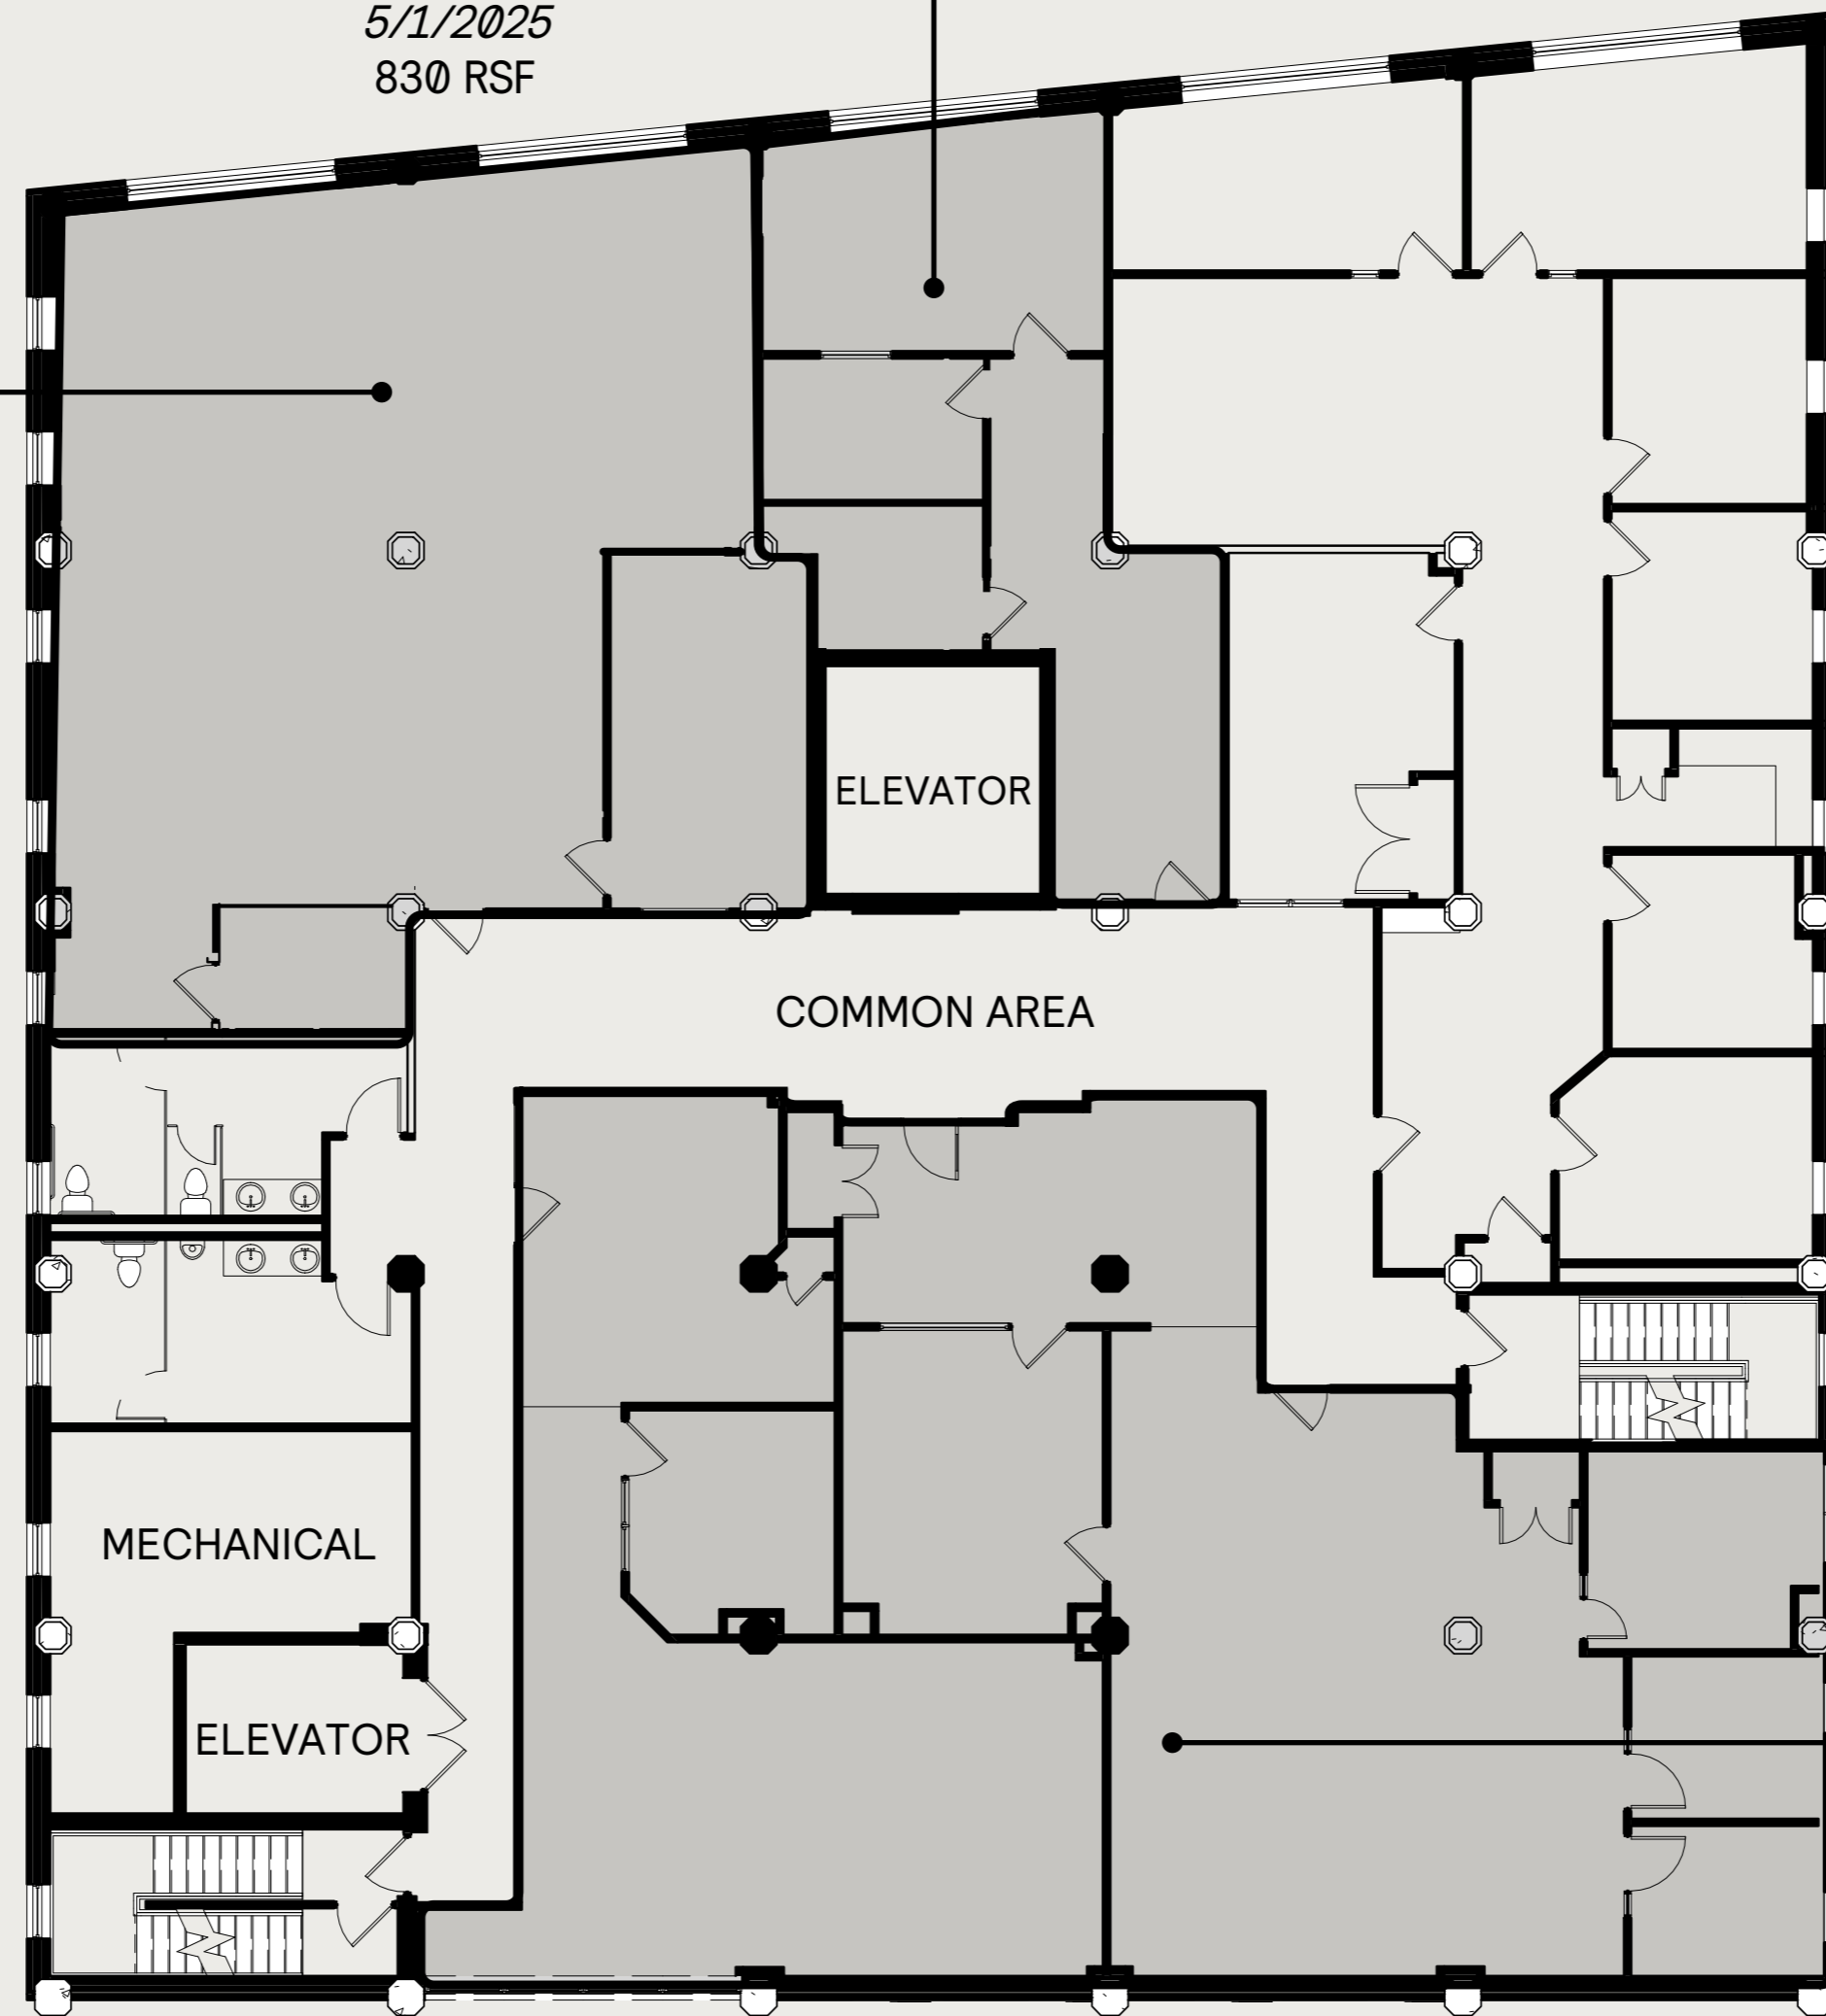 5/1/2025
830 RSF
ELEVATOR
COMMON AREA
MECHANICAL
ELEVATOR